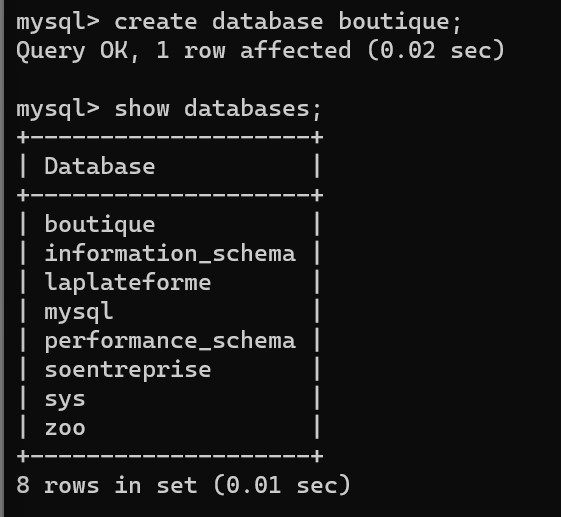 mysql> create database boutique;
Query OK, 1 row affected (0.02 sec)
mysql> show databases;
+--------------------+
| Database           |
+--------------------+
| boutique           |
| information_schema |
| laplateforme       |
| mysql              |
| performance_schema |
| soentreprise       |
| sys                |
| zoo                |
+--------------------+
8 rows in set (0.01 sec)